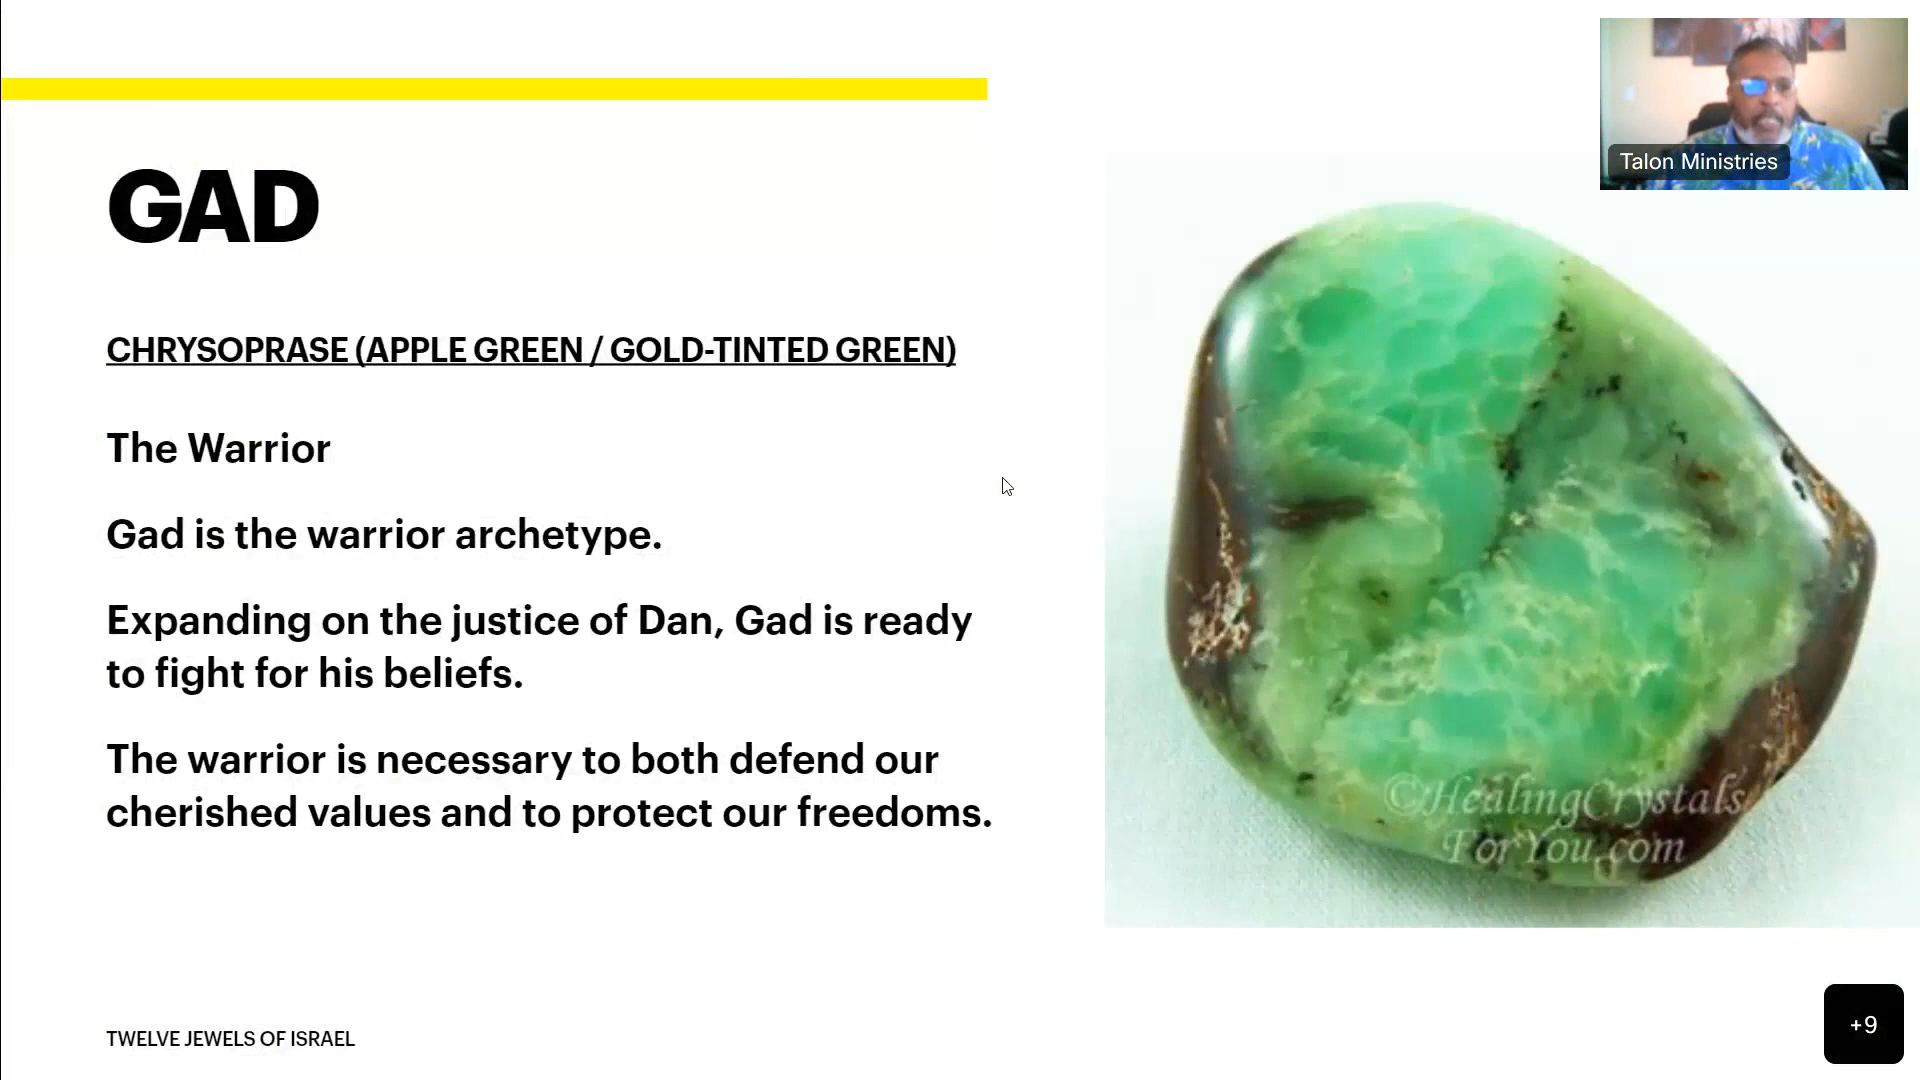 Talon Ministries
GAD
CHRYSOPRASE (APPLE GREEN / GOLD-TINTED GREEN)
The Warrior
Gad is the warrior archetype.
Expanding on the justice of Dan, Gad is ready
to fight for his beliefs.
The warrior is necessary to both defend our
cherished values and to protect our freedoms.
©HealingCrystals
ForYou.com
TWELVE JEWELS OF ISRAEL
+9